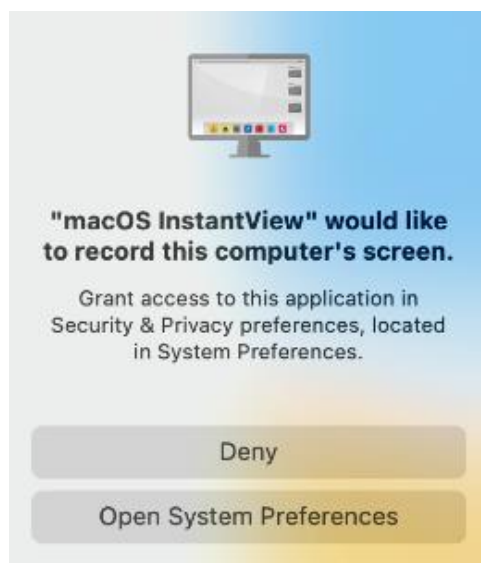 "macOS InstantView" would like
to record this computer's screen.
Grant access to this application in
Security & Privacy preferences, located
in System Preferences.
Deny
Open System Preferences